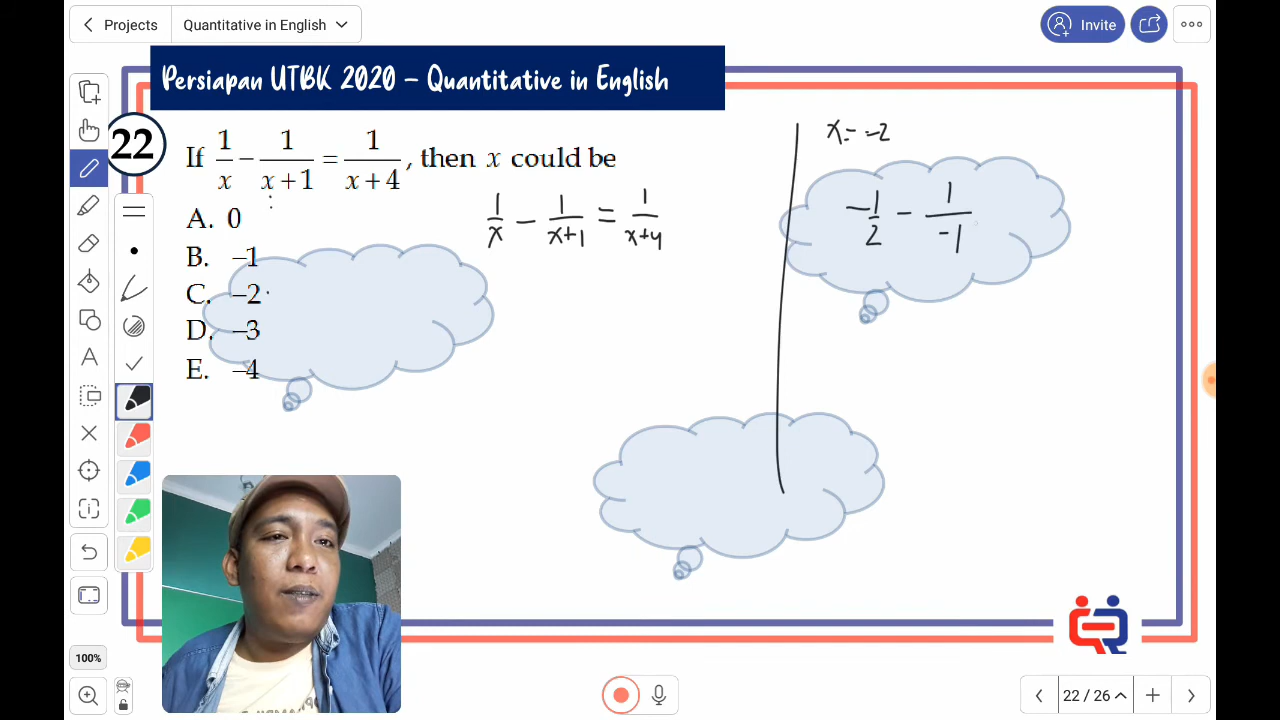 Projects
Quantitative in English
Invite
Persiapan UTBK 2020 – Quantitative in English
22
If 1/x − 1/(x + 1) = 1/(x + 4), then x could be
A. 0
B. –1
C. –2
D. –3
E. –4
1/x − 1/(x+1) = 1/(x+4)
x = -2
-1/2 - 1/-1
A
100%
22 / 26